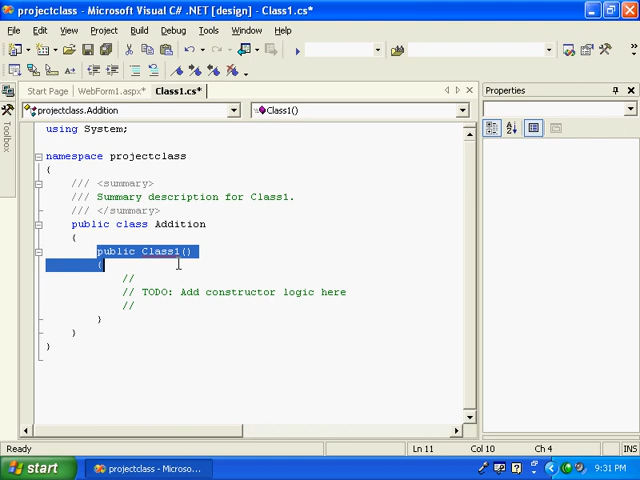 projectclass - Microsoft Visual C# .NET [design] - Class1.cs*
File Edit View Project Build Debug Tools Window Help
Start Page WebForm1.aspx* Class1.cs*
projectclass.Addition Class1()
using System;
namespace projectclass
{
/// <summary>
/// Summary description for Class1.
/// </summary>
public class Addition
{
public Class1()
{
//
// TODO: Add constructor logic here
//
}
}
}
Toolbox
Properties
Ready Ln 11 Col 10 Ch 4 INS
start projectclass - Microso... 9:31 PM